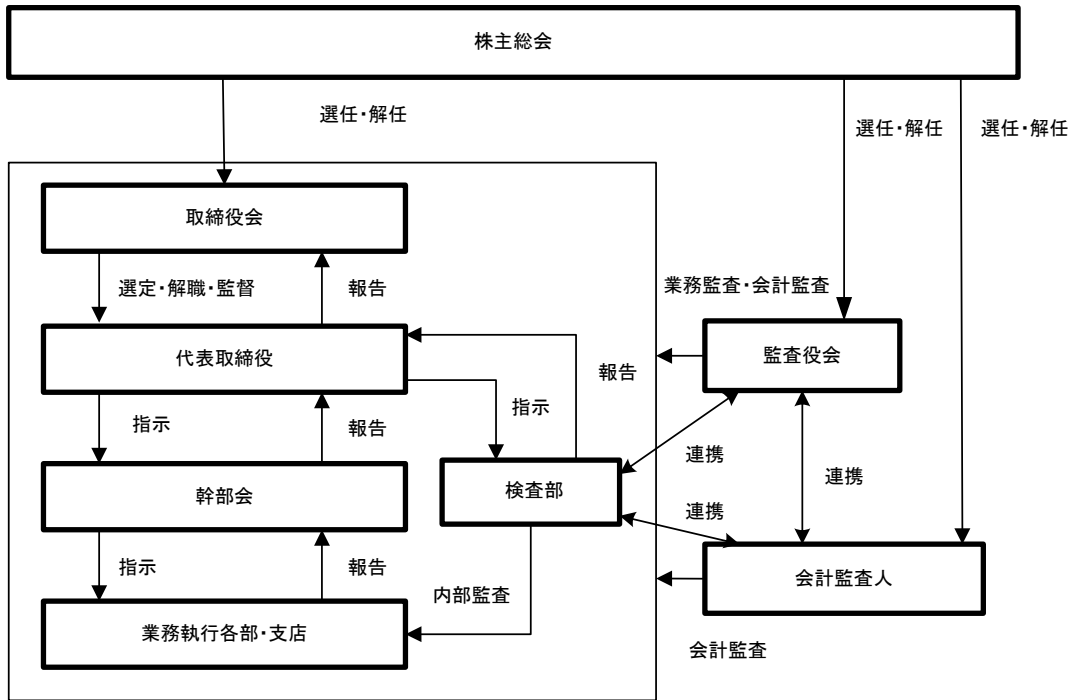 株主総会
選任・解任
選任・解任
選任・解任
取締役会
選定・解職・監督
報告
業務監査・会計監査
代表取締役
監査役会
報告
指示
報告
指示
連携
幹部会
検査部
連携
連携
指示
報告
内部監査
会計監査人
業務執行各部・支店
会計監査